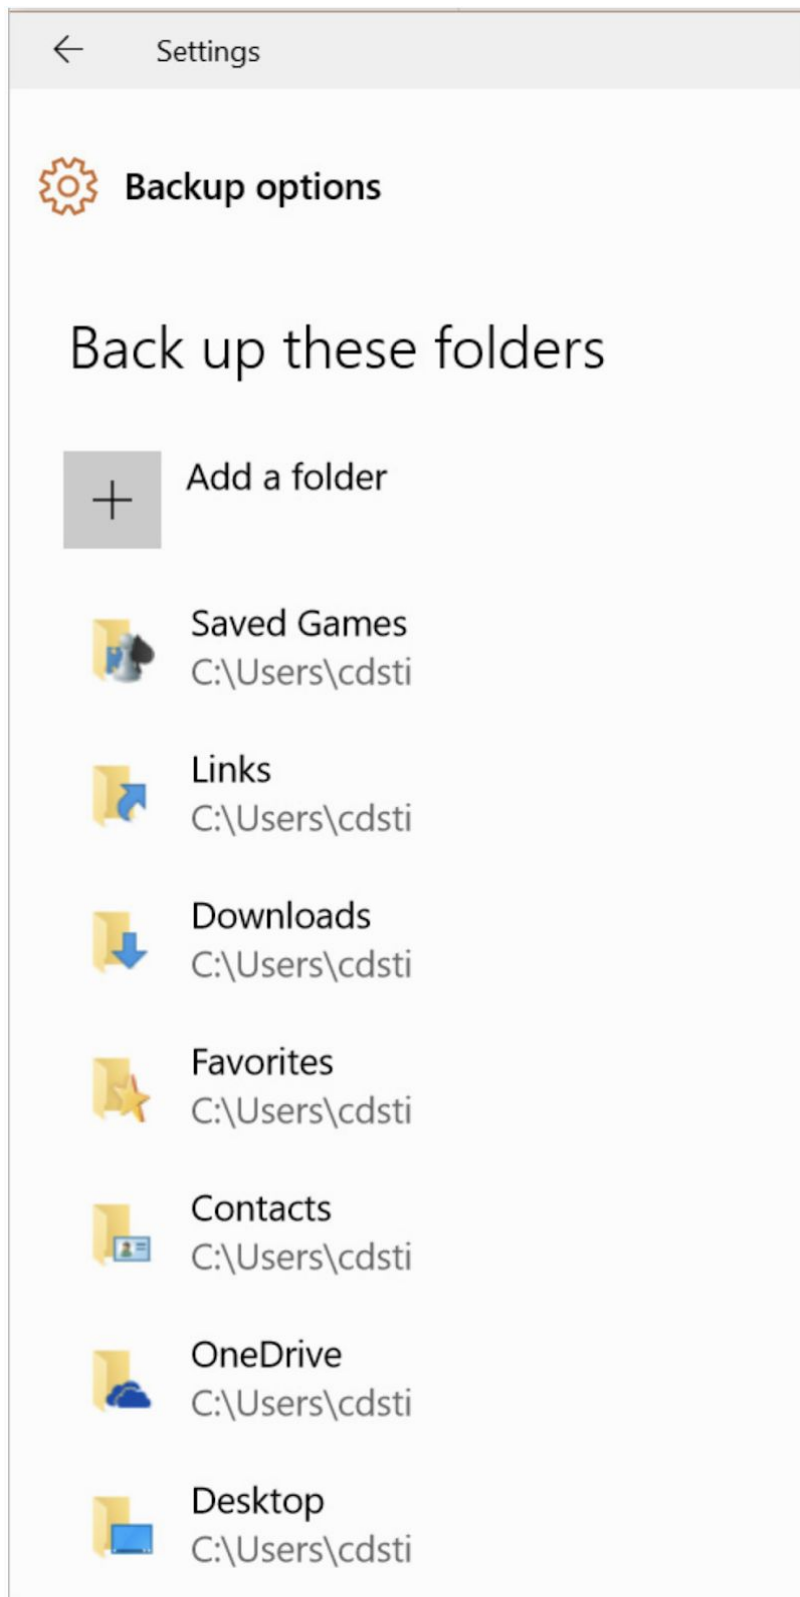 Settings
Backup options
Back up these folders
Add a folder
Saved Games
C:\Users\cdsti
Links
C:\Users\cdsti
Downloads
C:\Users\cdsti
Favorites
C:\Users\cdsti
Contacts
C:\Users\cdsti
OneDrive
C:\Users\cdsti
Desktop
C:\Users\cdsti